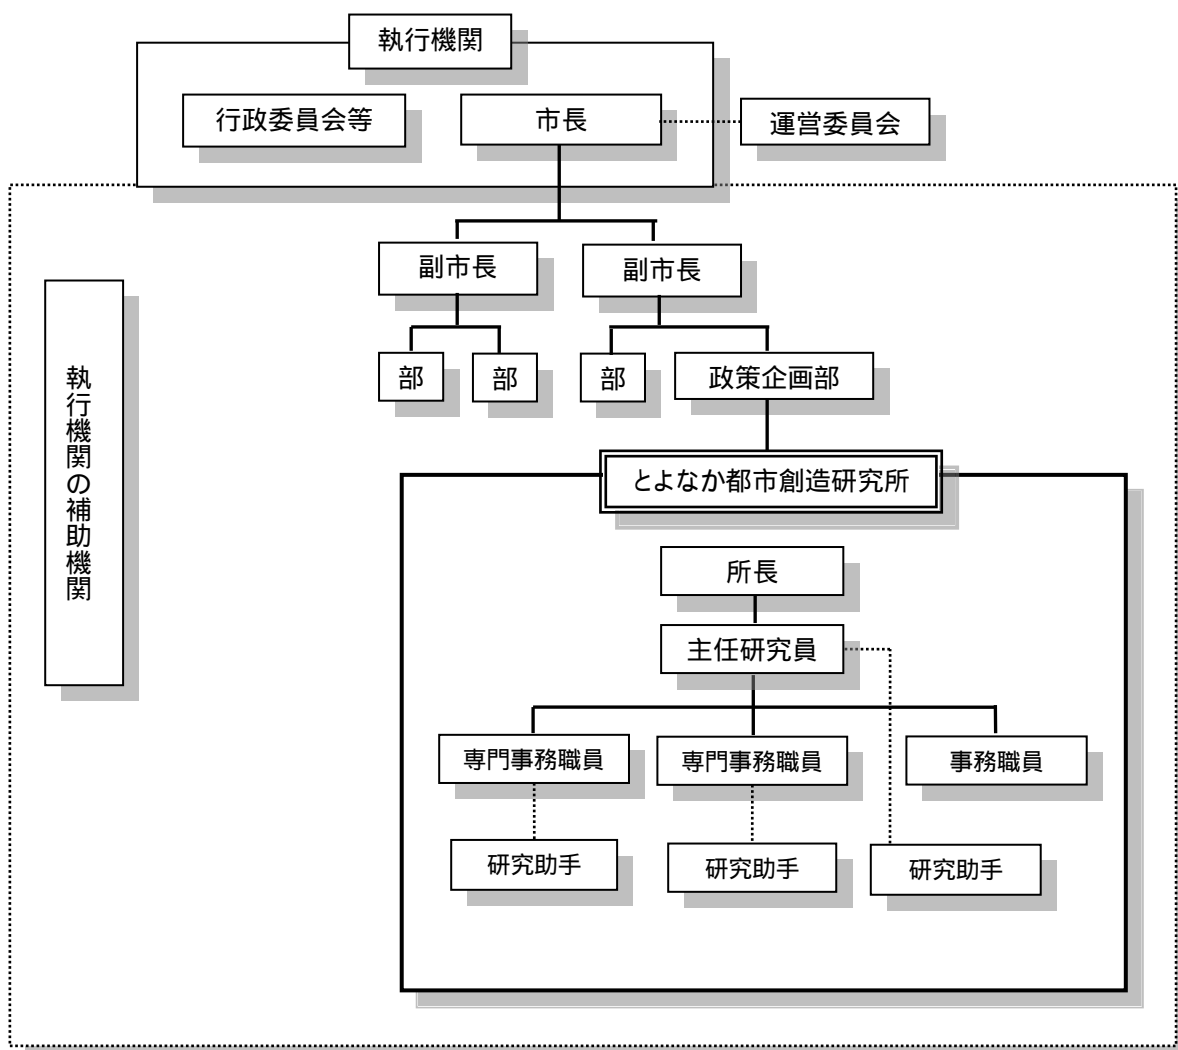 執行機関
行政委員会等
市長
運営委員会
副市長
副市長
執行機関の補助機関
部
部
部
政策企画部
とよなか都市創造研究所
所長
主任研究員
専門事務職員
専門事務職員
事務職員
研究助手
研究助手
研究助手